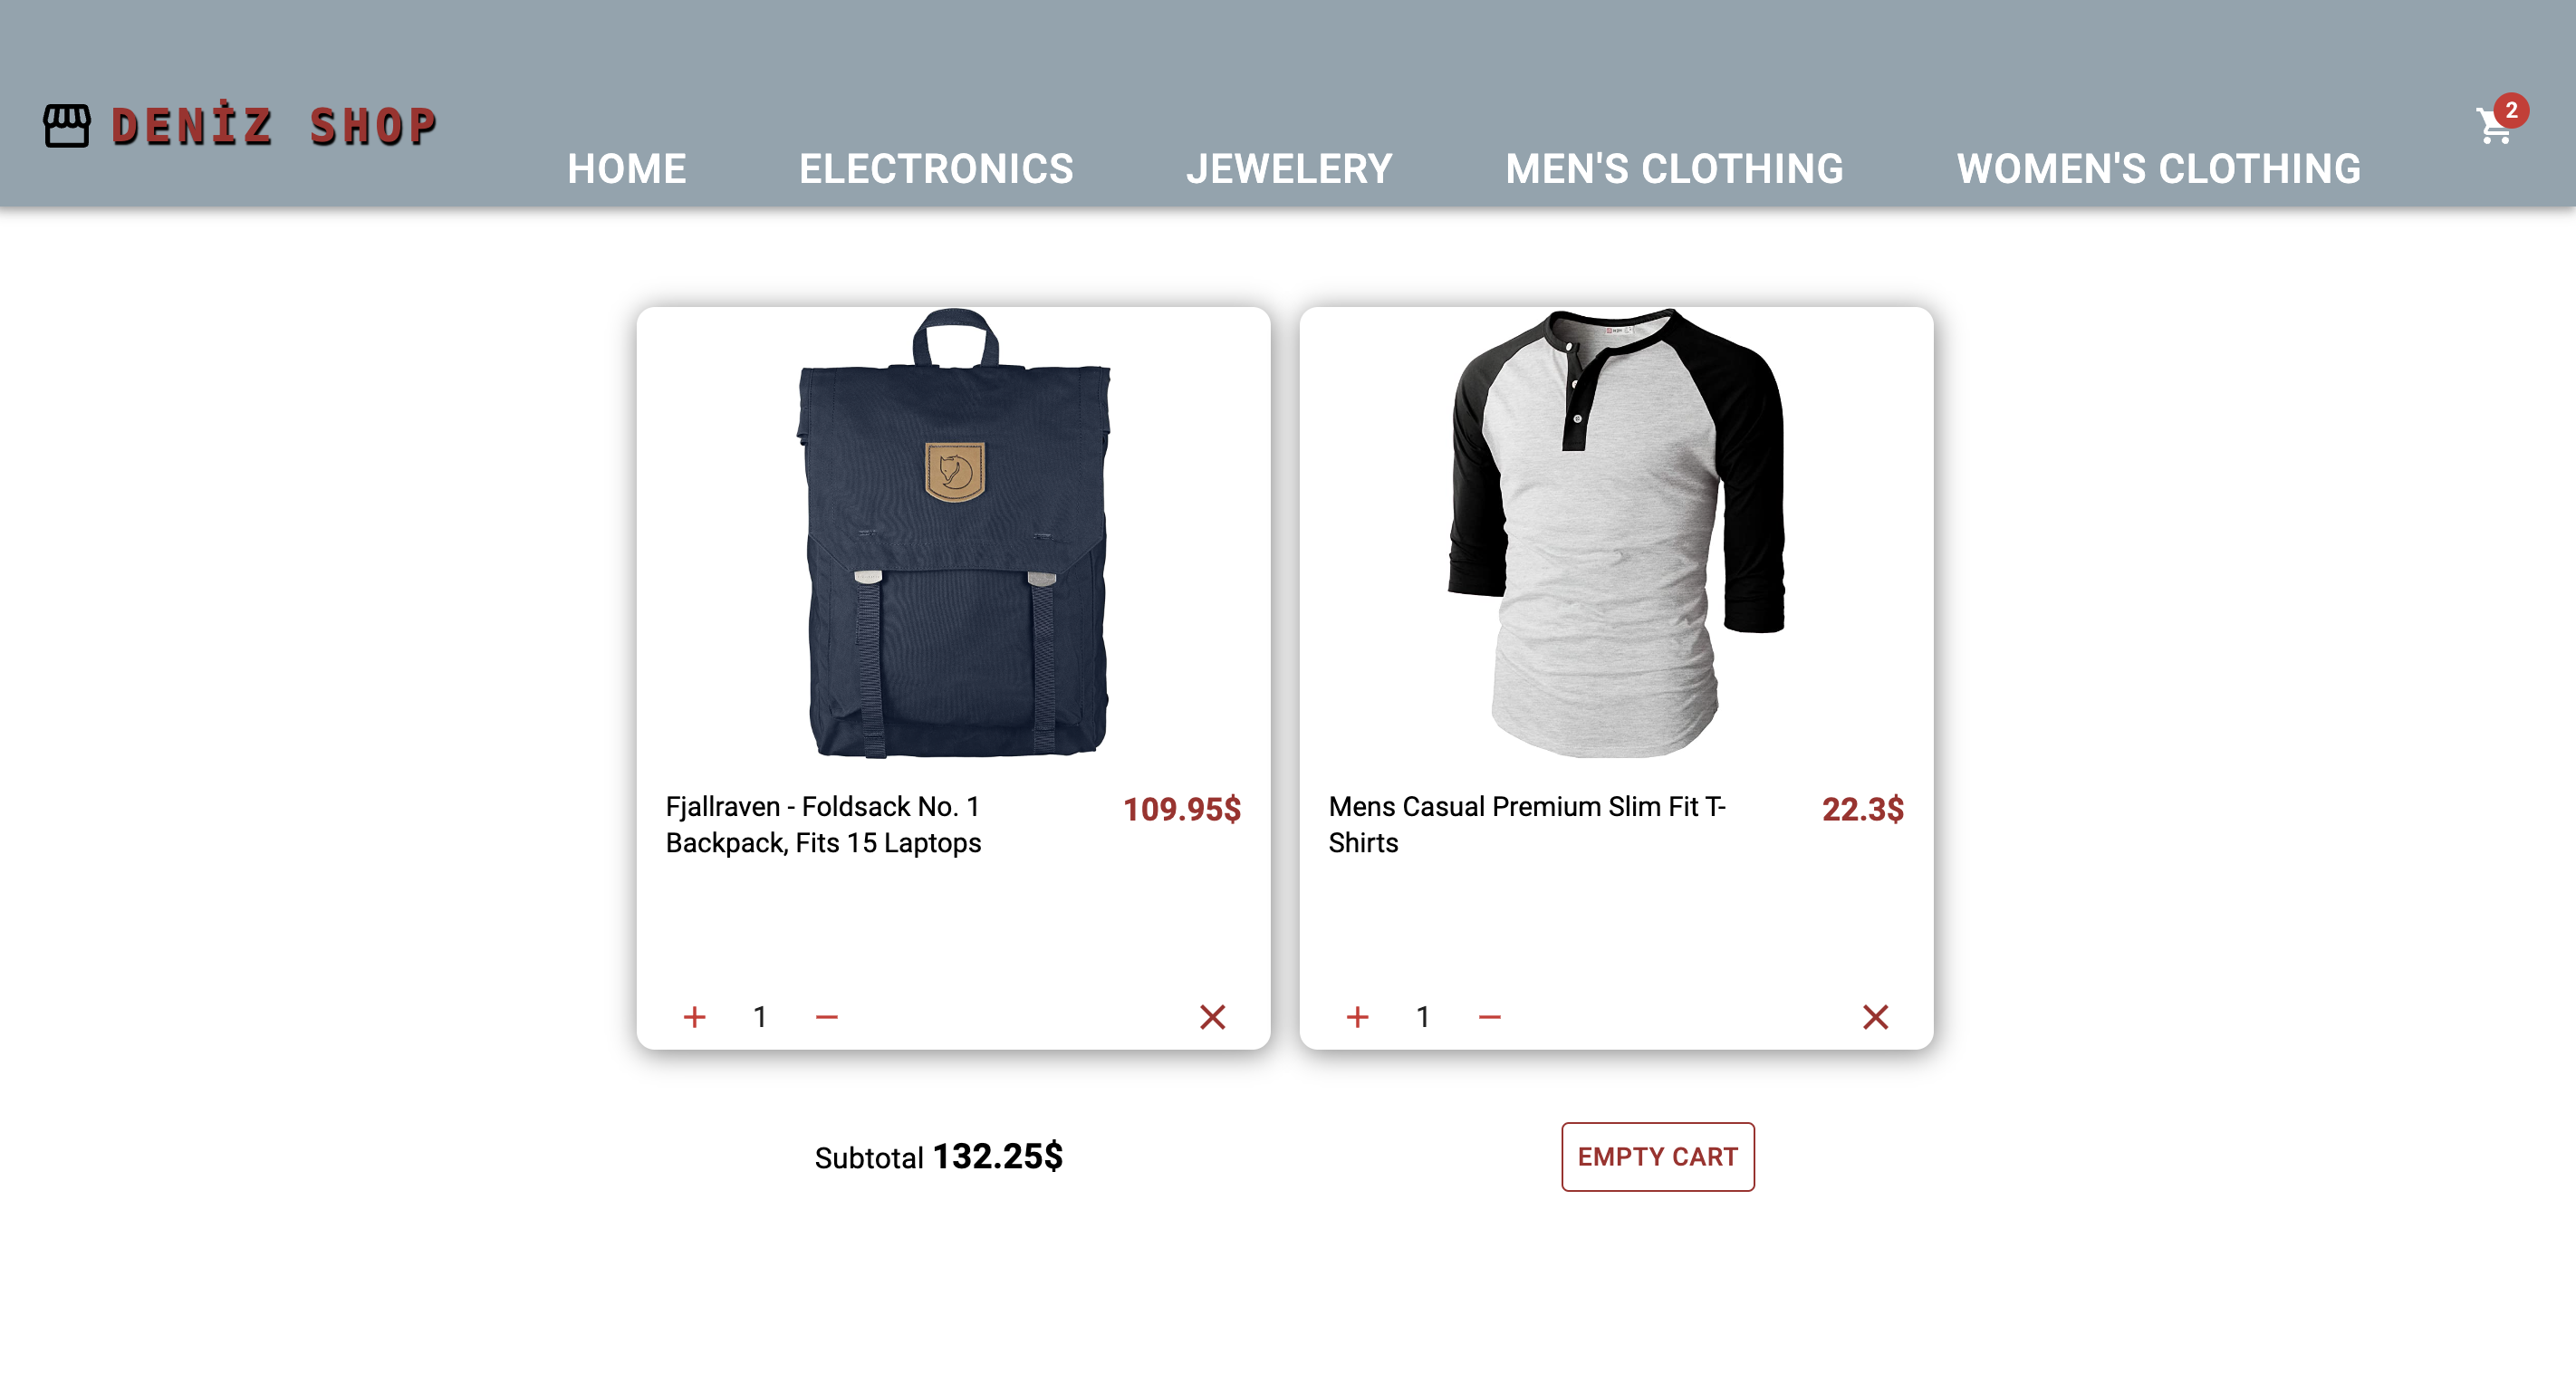 DENİZ SHOP
2
HOME ELECTRONICS JEWELERY MEN'S CLOTHING WOMEN'S CLOTHING
Fjallraven - Foldsack No. 1
Backpack, Fits 15 Laptops
109.95$
+ 1 −
Mens Casual Premium Slim Fit T-
Shirts
22.3$
+ 1 −
Subtotal 132.25$
EMPTY CART